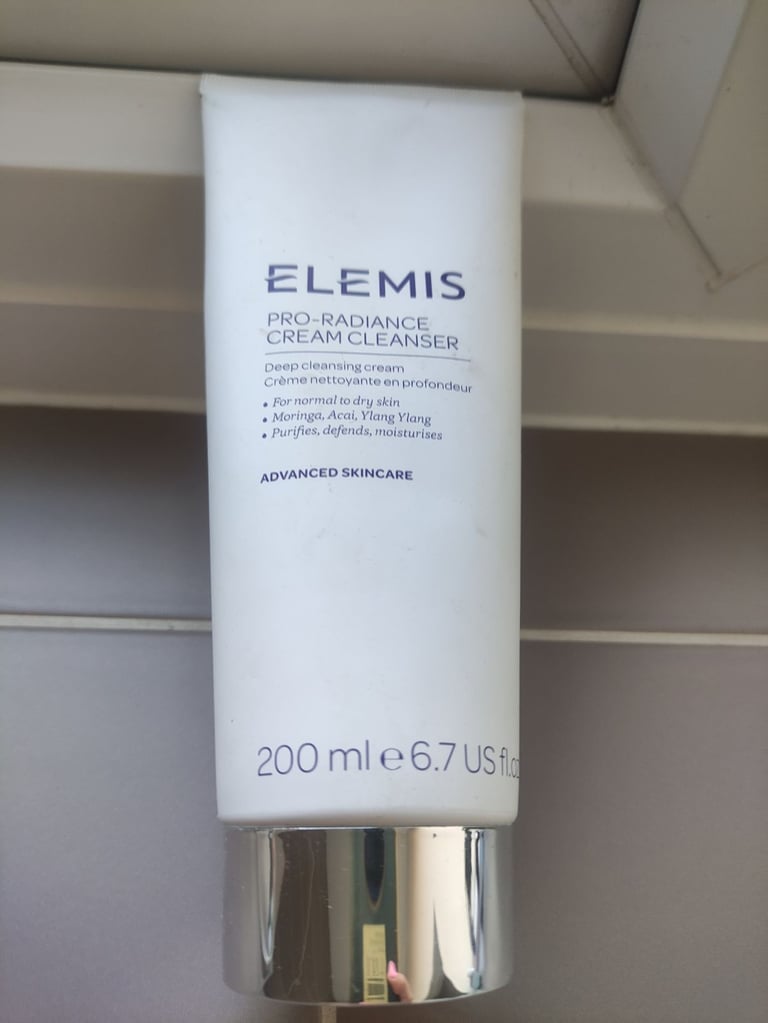 ELEMIS
PRO-RADIANCE
CREAM CLEANSER
Deep cleansing cream
Crème nettoyante en profondeur
• For normal to dry skin
• Moringa, Acai, Ylang Ylang
• Purifies, defends, moisturises
ADVANCED SKINCARE
200 ml e 6.7 US fl.oz